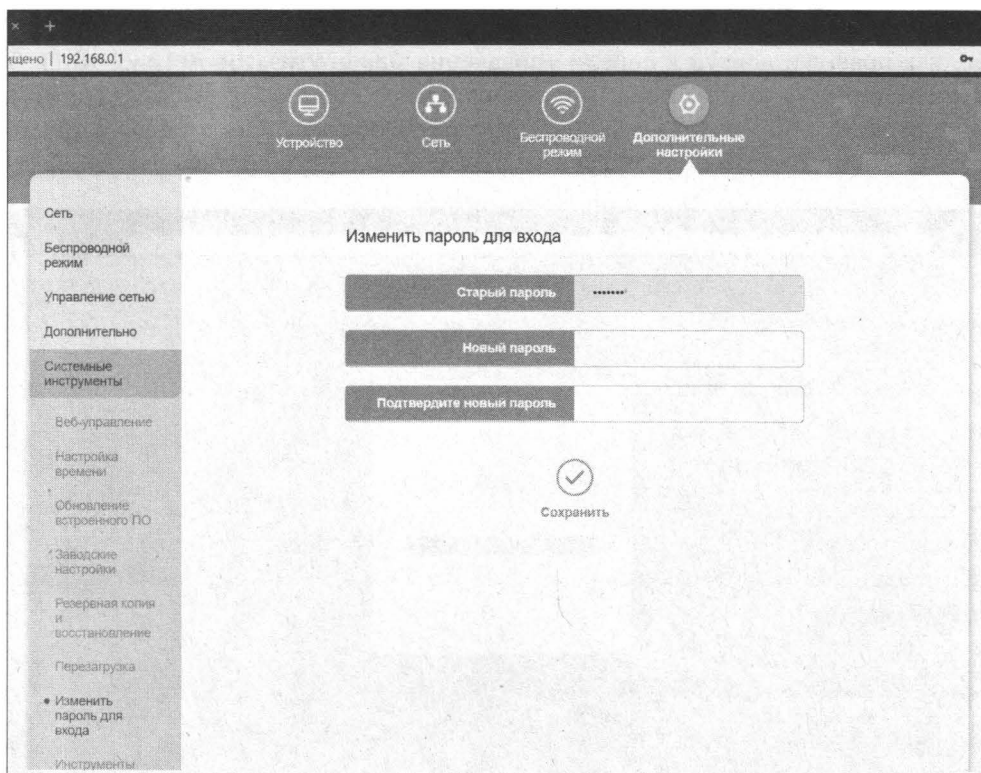 × +
ищено | 192.168.0.1
Устройство
Сеть
Беспроводной
режим
Дополнительные
настройки
Сеть
Беспроводной
режим
Управление сетью
Дополнительно
Системные
инструменты
Веб-управление
Настройка
времени
Обновление
встроенного ПО
Заводские
настройки
Резервная копия
и
восстановление
Перезагрузка
• Изменить
пароль для
входа
Инструменты
Изменить пароль для входа
Старый пароль •••••••
Новый пароль
Подтвердите новый пароль
Сохранить